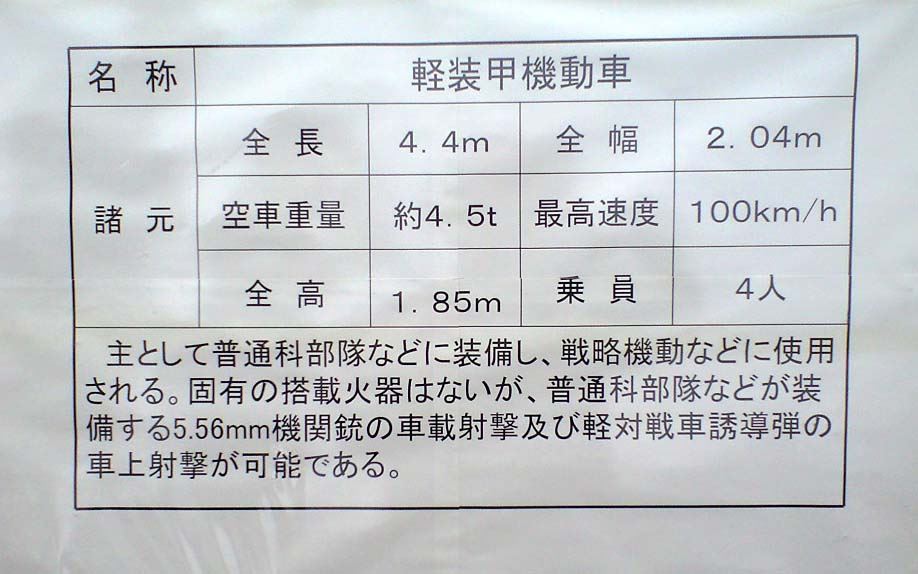 名 称 軽装甲機動車
諸 元 全 長 4.4m 全 幅 2.04m
空車重量 約4.5t 最高速度 100km/h
全 高 1.85m 乗 員 4人
主として普通科部隊などに装備し、戦略機動などに使用
される。固有の搭載火器はないが、普通科部隊などが装
備する5.56mm機関銃の車載射撃及び軽対戦車誘導弾の
車上射撃が可能である。